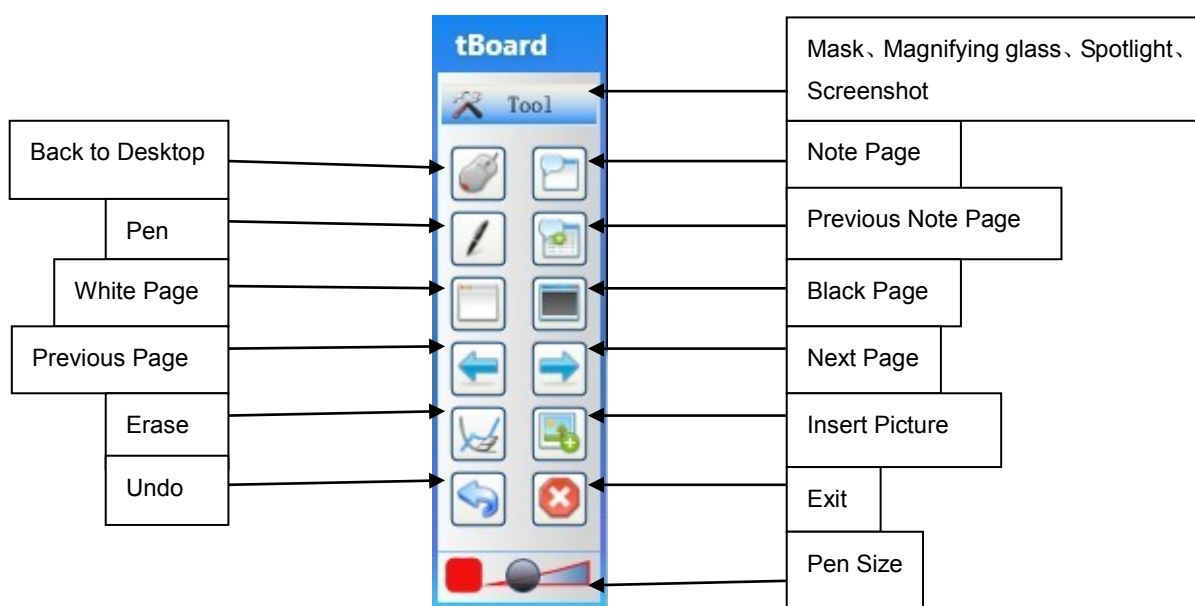 tBoard
Tool
Mask、Magnifying glass、Spotlight、
Screenshot
Back to Desktop
Note Page
Pen
Previous Note Page
White Page
Black Page
Previous Page
Next Page
Erase
Insert Picture
Undo
Exit
Pen Size